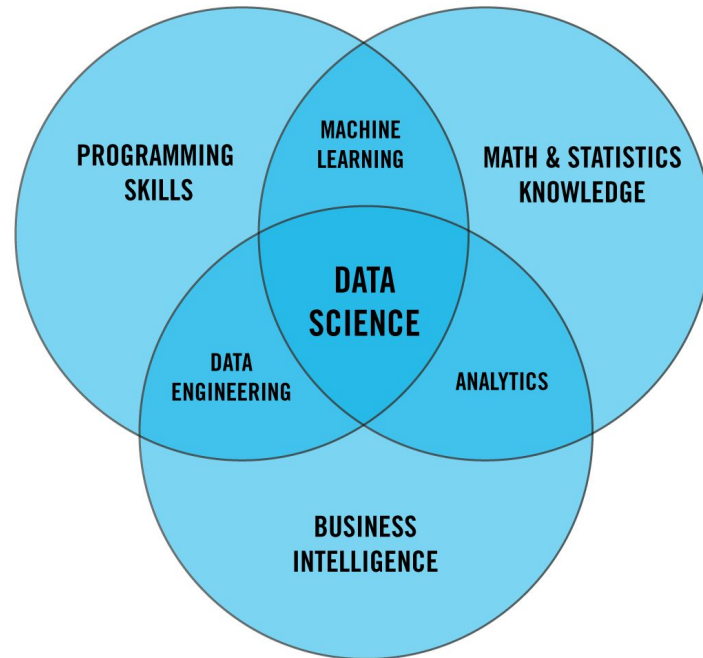 PROGRAMMING
SKILLS
MACHINE
LEARNING
MATH & STATISTICS
KNOWLEDGE
DATA
SCIENCE
DATA
ENGINEERING
ANALYTICS
BUSINESS
INTELLIGENCE